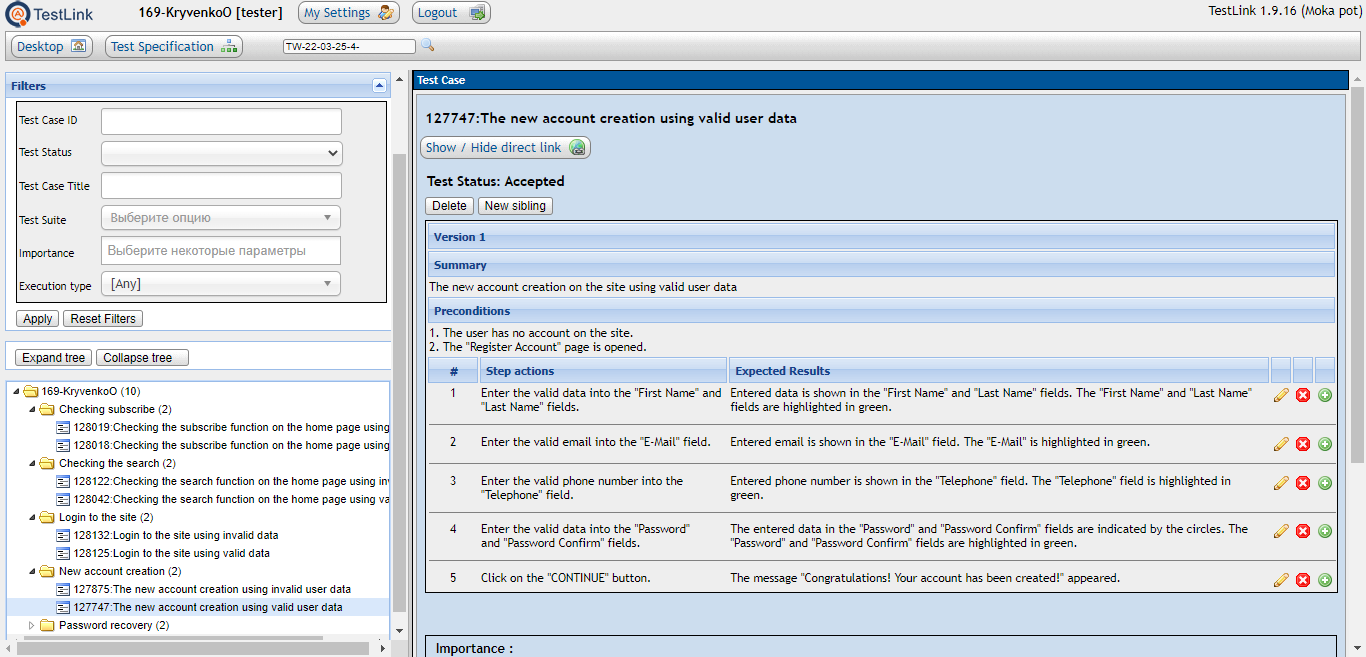 TestLink
169-KryvenkoO [tester]
My Settings
Logout
TestLink 1.9.16 (Moka pot)
Desktop
Test Specification
TW-22-03-25-4-
Filters
Test Case ID
Test Status
Test Case Title
Test Suite
Выберите опцию
Importance
Выберите некоторые параметры
Execution type
[Any]
Apply
Reset Filters
Expand tree
Collapse tree
169-KryvenkoO (10)
Checking subscribe (2)
128019:Checking the subscribe function on the home page using
128018:Checking the subscribe function on the home page using
Checking the search (2)
128122:Checking the search function on the home page using in
128042:Checking the search function on the home page using va
Login to the site (2)
128132:Login to the site using invalid data
128125:Login to the site using valid data
New account creation (2)
127875:The new account creation using invalid user data
127747:The new account creation using valid user data
Password recovery (2)
Test Case
127747:The new account creation using valid user data
Show / Hide direct link
Test Status: Accepted
Delete
New sibling
Version 1
Summary
The new account creation on the site using valid user data
Preconditions
1. The user has no account on the site.
2. The "Register Account" page is opened.
# Step actions Expected Results
1 Enter the valid data into the "First Name" and Entered data is shown in the "First Name" and "Last Name" fields. The "First Name" and "Last Name"
"Last Name" fields. fields are highlighted in green.
2 Enter the valid email into the "E-Mail" field. Entered email is shown in the "E-Mail" field. The "E-Mail" is highlighted in green.
3 Enter the valid phone number into the Entered phone number is shown in the "Telephone" field. The "Telephone" field is highlighted in
"Telephone" field. green.
4 Enter the valid data into the "Password" The entered data in the "Password" and "Password Confirm" fields are indicated by the circles. The
and "Password Confirm" fields. "Password" and "Password Confirm" fields are highlighted in green.
5 Click on the "CONTINUE" button. The message "Congratulations! Your account has been created!" appeared.
Importance :